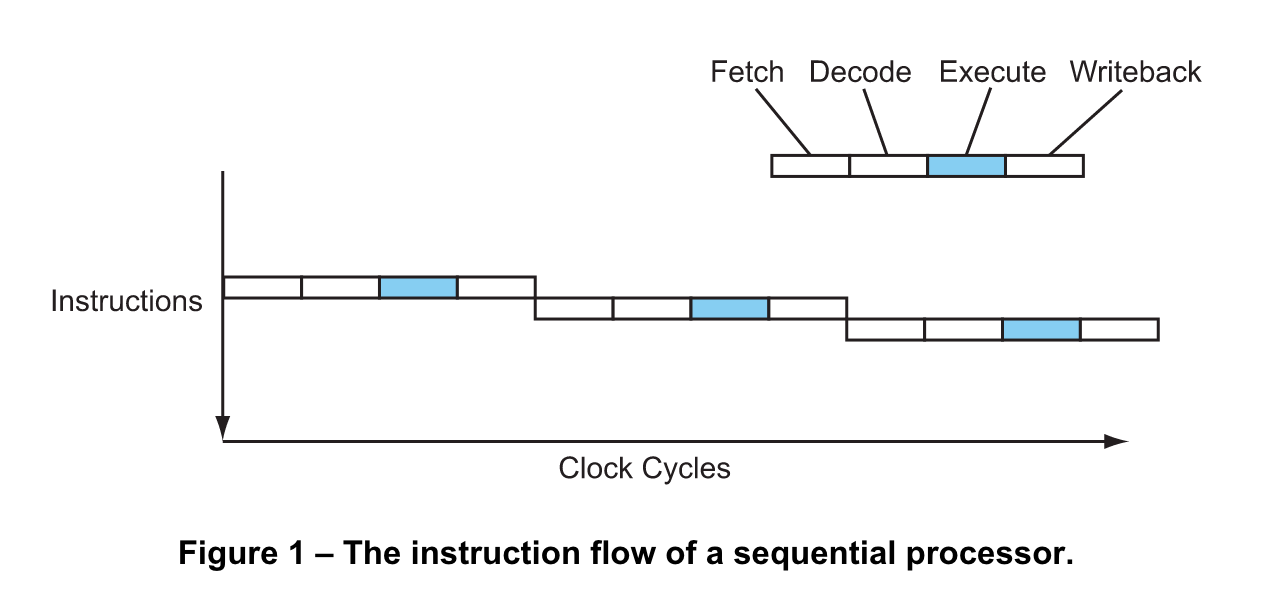 Fetch Decode Execute Writeback
Instructions
Clock Cycles
Figure 1 – The instruction flow of a sequential processor.